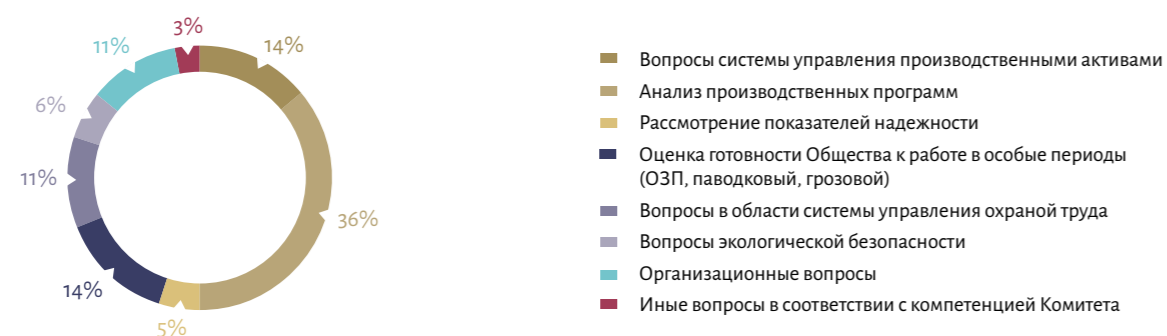 3%
11%
14%
6%
11%
36%
14%
5%
Вопросы системы управления производственными активами
Анализ производственных программ
Рассмотрение показателей надежности
Оценка готовности Общества к работе в особые периоды
(ОЗП, паводковый, грозовой)
Вопросы в области системы управления охраной труда
Вопросы экологической безопасности
Организационные вопросы
Иные вопросы в соответствии с компетенцией Комитета